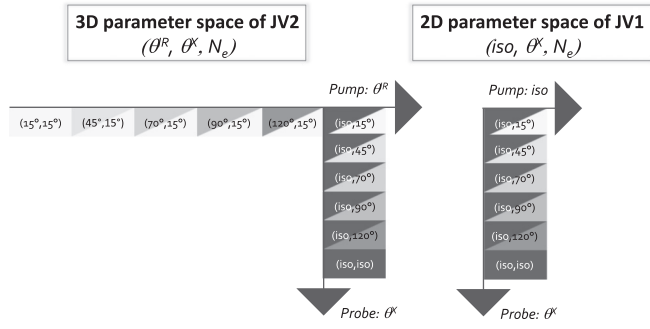 3D parameter space of JV2
(θᴵᴿ, θˣ, Nₑ)
2D parameter space of JV1
(iso, θˣ, Nₑ)
Pump: θᴵᴿ
Pump: iso
(15°,15°) (45°,15°) (70°,15°) (90°,15°) (120°,15°) (iso,15°)
(iso,45°)
(iso,70°)
(iso,90°)
(iso,120°)
(iso,iso)
(iso,15°)
(iso,45°)
(iso,70°)
(iso,90°)
(iso,120°)
(iso,iso)
Probe: θˣ
Probe: θˣ